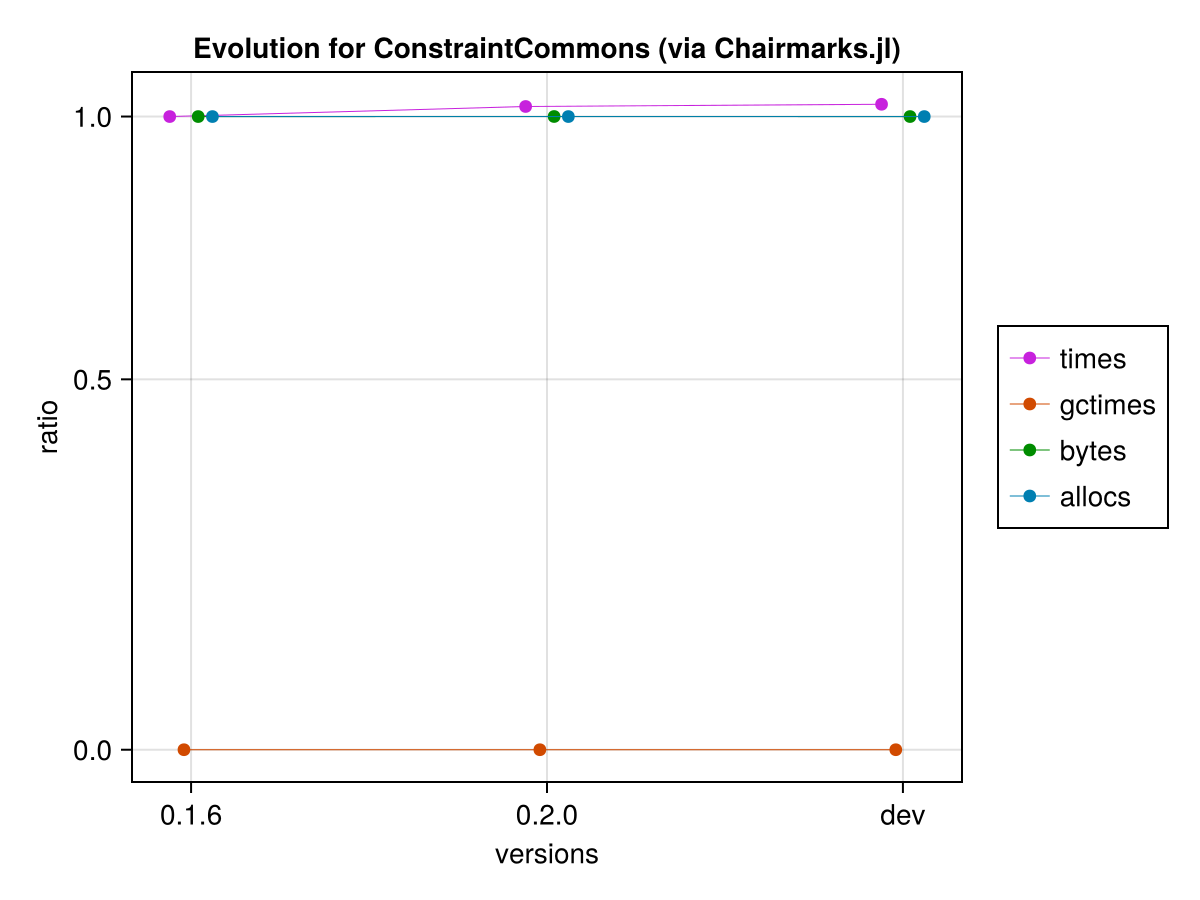 Evolution for ConstraintCommons (via Chairmarks.jl)
1.0
0.5
0.0
ratio
0.1.6
0.2.0
dev
versions
times
gctimes
bytes
allocs